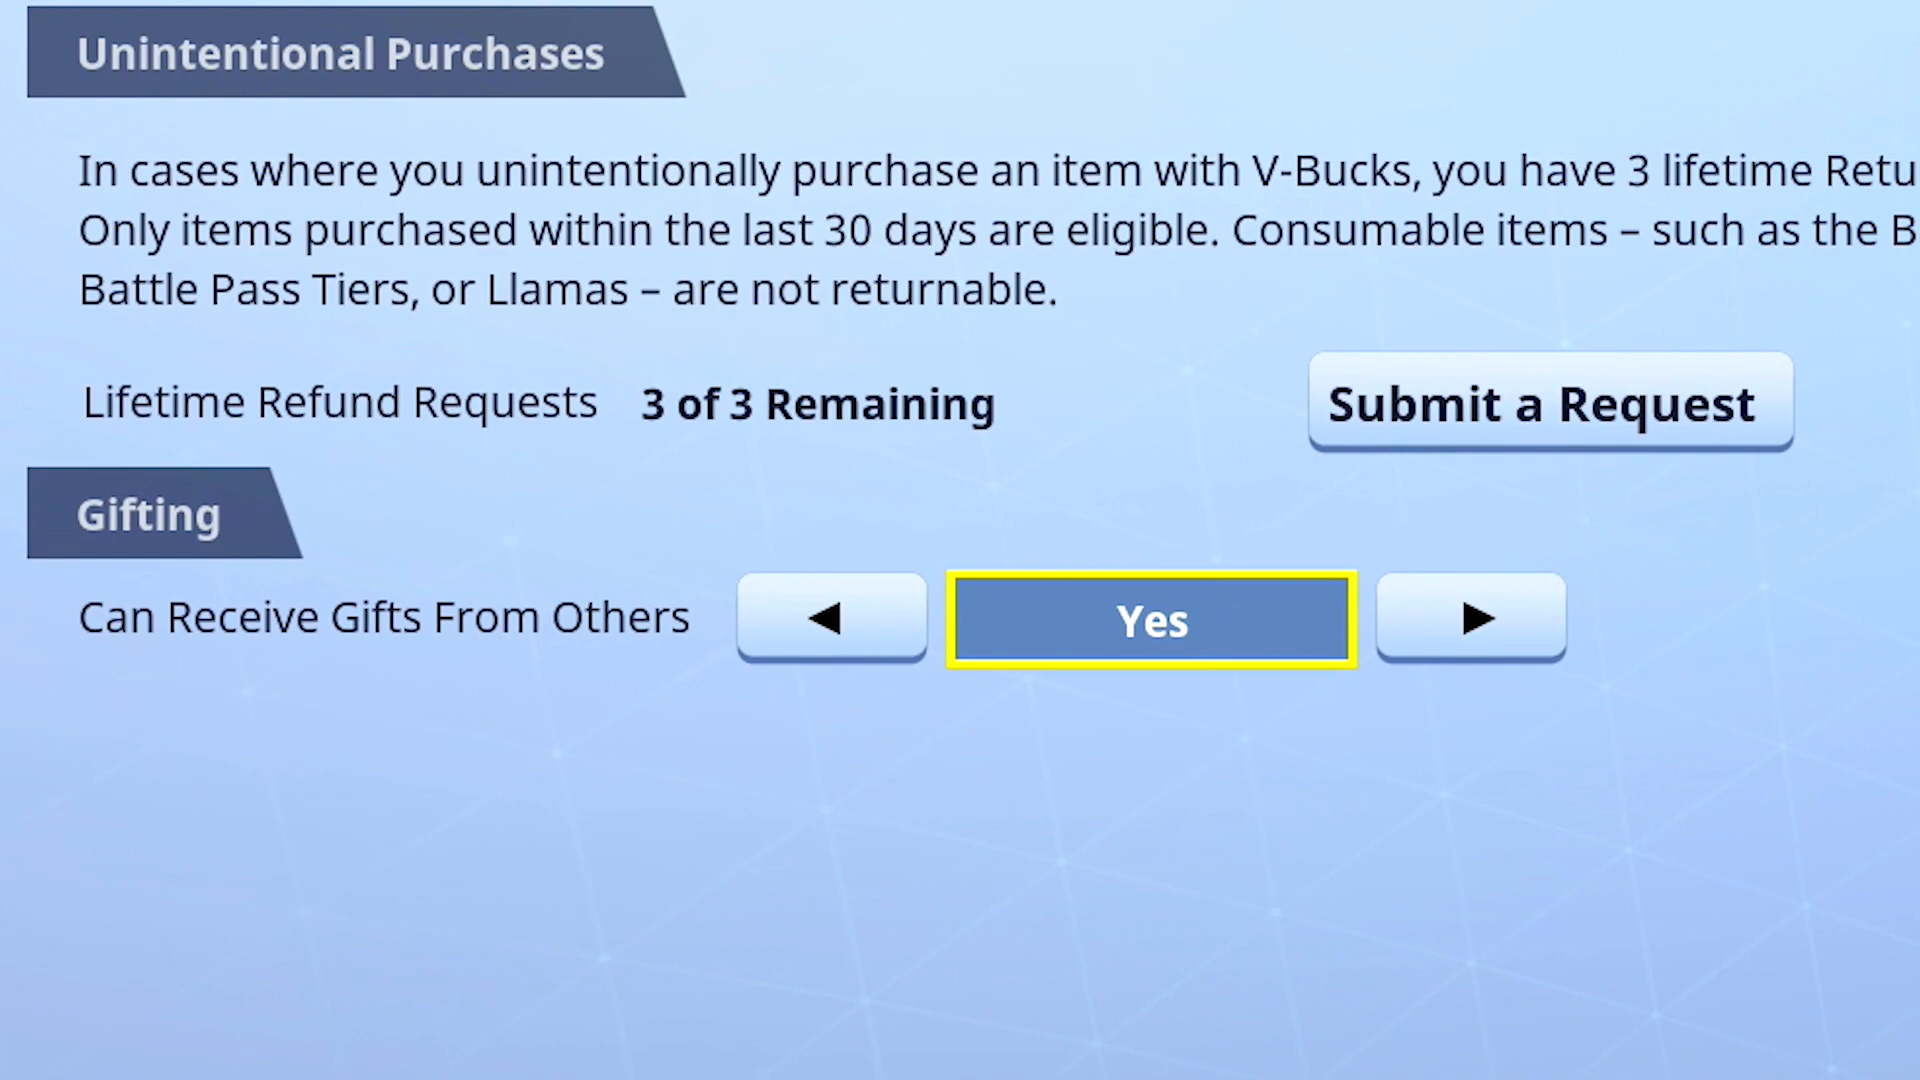 Unintentional Purchases
In cases where you unintentionally purchase an item with V-Bucks, you have 3 lifetime
Only items purchased within the last 30 days are eligible. Consumable items – such as the
Battle Pass Tiers, or Llamas – are not returnable.
Lifetime Refund Requests 3 of 3 Remaining Submit a Request
Gifting
Can Receive Gifts From Others ◀ Yes ▶